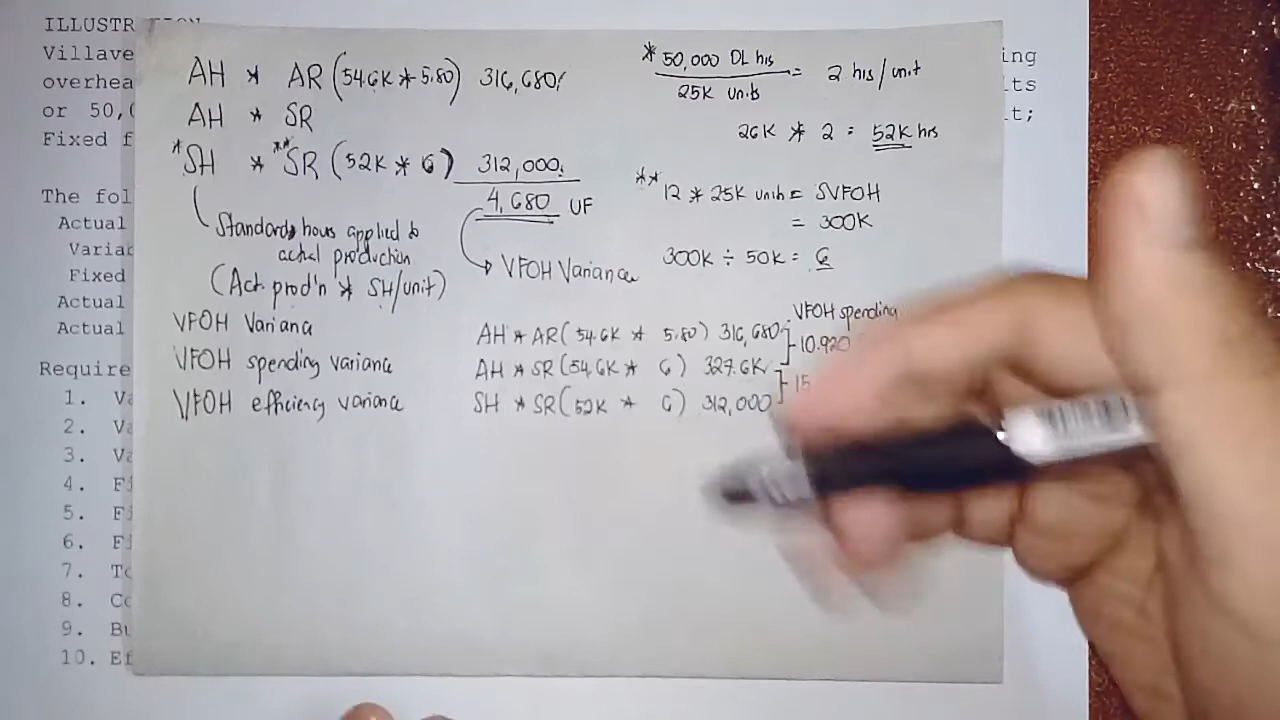 ILLUSTR
Villave
overhea
or 50,0
Fixed f
The fol
Actual
Variab
Fixed
Actual
Actual
Require
1. Va
2. Va
3. Va
4. Fi
5. Fi
6. Fi
7. To
8. Co
9. Bu
10. Ef
ing
its
t;
AH * AR (54.6K * 5.80) 316,680
AH * SR
*SH * **SR (52K * 6) 312,000
4,680 UF
VFOH Variance
Standard hours applied to
actual production
(Act. prod'n * SH/unit)
* 50,000 DL hrs
25K units
= 2 hrs/unit
26K * 2 = 52K hrs
** 12 * 25K units = SVFOH
= 300K
300K ÷ 50K = 6
VFOH Variance
VFOH spending variance
VFOH efficiency variance
AH * AR (54.6K * 5.80) 316,680
AH * SR (54.6K * 6) 327.6K
SH * SR (52K * 6) 312,000
VFOH spending
10.920
15